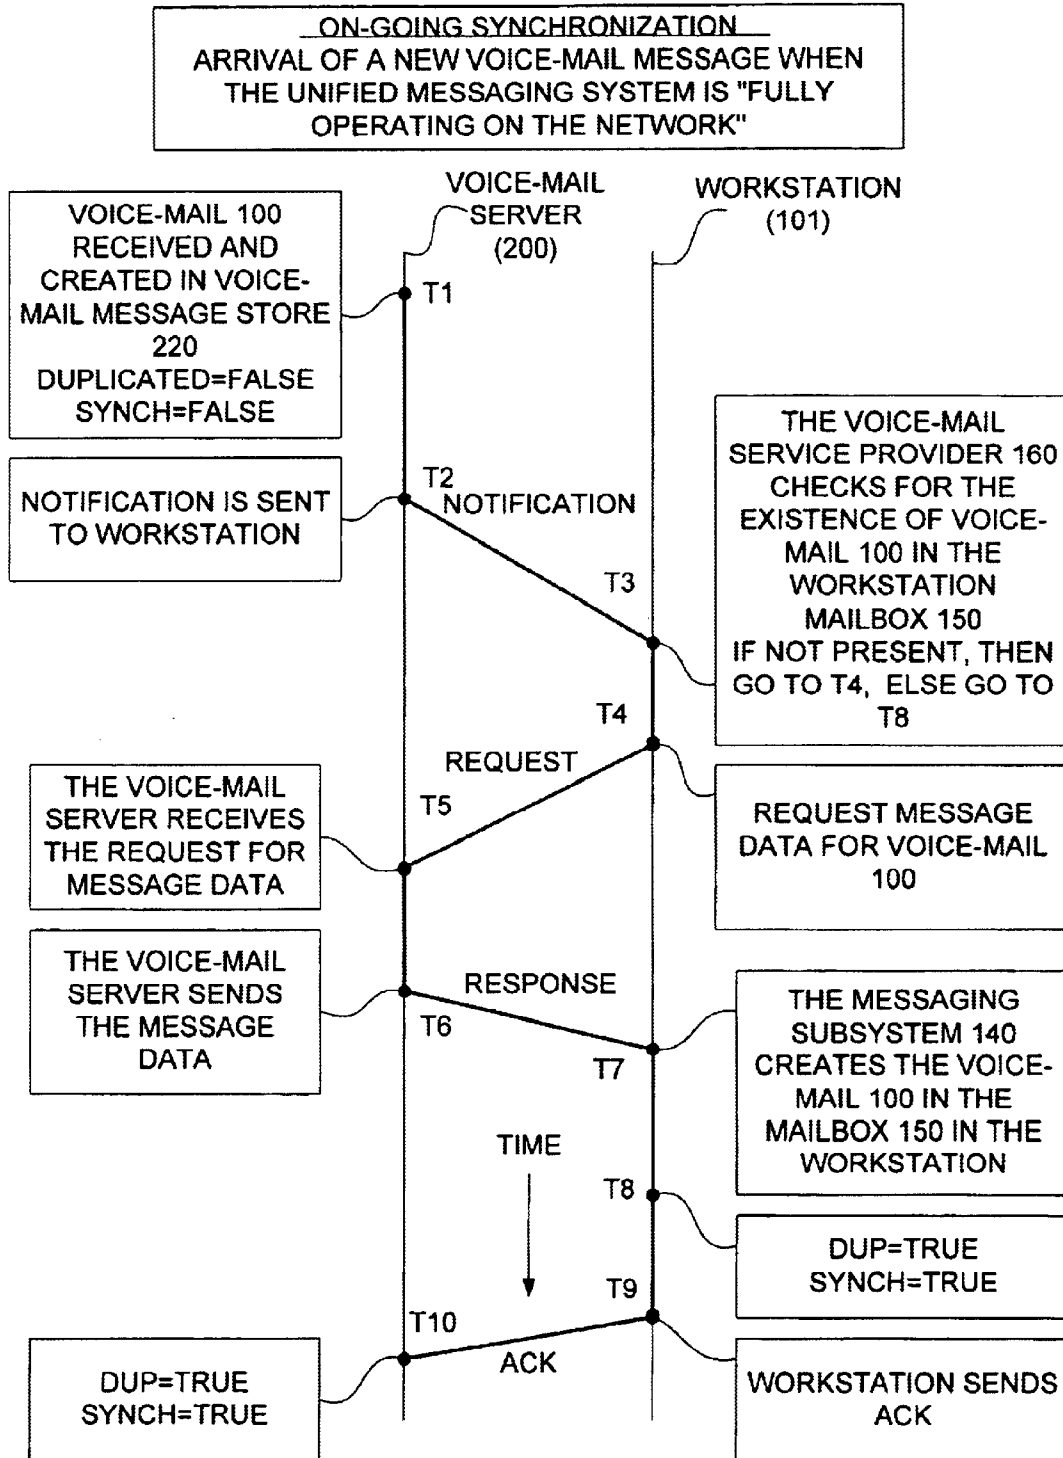 ON-GOING SYNCHRONIZATION
ARRIVAL OF A NEW VOICE-MAIL MESSAGE WHEN
THE UNIFIED MESSAGING SYSTEM IS "FULLY
OPERATING ON THE NETWORK"
VOICE-MAIL
SERVER
(200)
WORKSTATION
(101)
VOICE-MAIL 100
RECEIVED AND
CREATED IN VOICE-
MAIL MESSAGE STORE
220
DUPLICATED=FALSE
SYNCH=FALSE
T1
NOTIFICATION IS SENT
TO WORKSTATION
T2
NOTIFICATION
T3
THE VOICE-MAIL
SERVICE PROVIDER 160
CHECKS FOR THE
EXISTENCE OF VOICE-
MAIL 100 IN THE
WORKSTATION
MAILBOX 150
IF NOT PRESENT, THEN
GO TO T4, ELSE GO TO
T8
T4
REQUEST
T5
REQUEST MESSAGE
DATA FOR VOICE-MAIL
100
THE VOICE-MAIL
SERVER RECEIVES
THE REQUEST FOR
MESSAGE DATA
THE VOICE-MAIL
SERVER SENDS
THE MESSAGE
DATA
RESPONSE
T6
T7
THE MESSAGING
SUBSYSTEM 140
CREATES THE VOICE-
MAIL 100 IN THE
MAILBOX 150 IN THE
WORKSTATION
TIME
T8
DUP=TRUE
SYNCH=TRUE
T9
T10
ACK
DUP=TRUE
SYNCH=TRUE
WORKSTATION SENDS
ACK